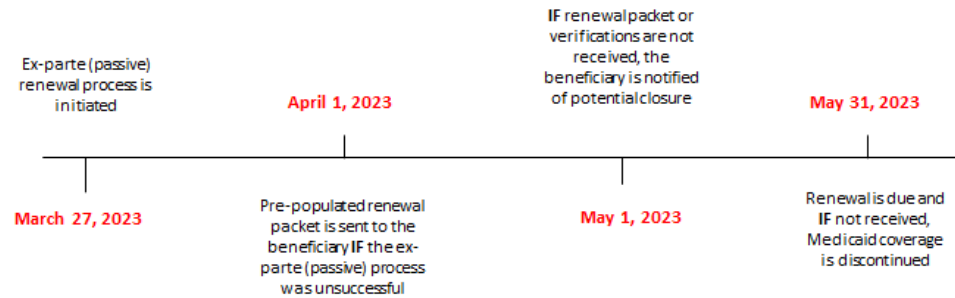 Ex-parte (passive)
renewal process is
initiated
March 27, 2023
April 1, 2023
Pre-populated renewal
packet is sent to the
beneficiary IF the ex-
parte (passive) process
was unsuccessful
IF renewal packet or
verifications are not
received, the
beneficiary is notified
of potential closure
May 1, 2023
May 31, 2023
Renewal is due and
IF not received,
Medicaid coverage
is discontinued